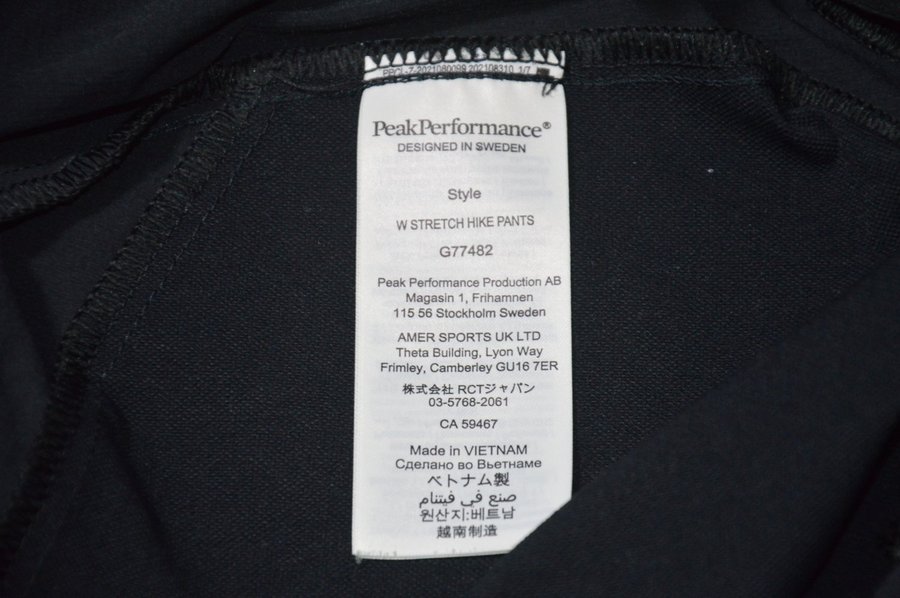 PeakPerformance®
DESIGNED IN SWEDEN
Style
W STRETCH HIKE PANTS
G77482
Peak Performance Production AB
Magasin 1, Frihamnen
115 56 Stockholm Sweden
AMER SPORTS UK LTD
Theta Building, Lyon Way
Frimley, Camberley GU16 7ER
株式会社 RCTジャパン
03-5768-2061
CA 59467
Made in VIETNAM
Сделано во Вьетнаме
ベトナム製
صنع في فيتنام
원산지:베트남
越南制造